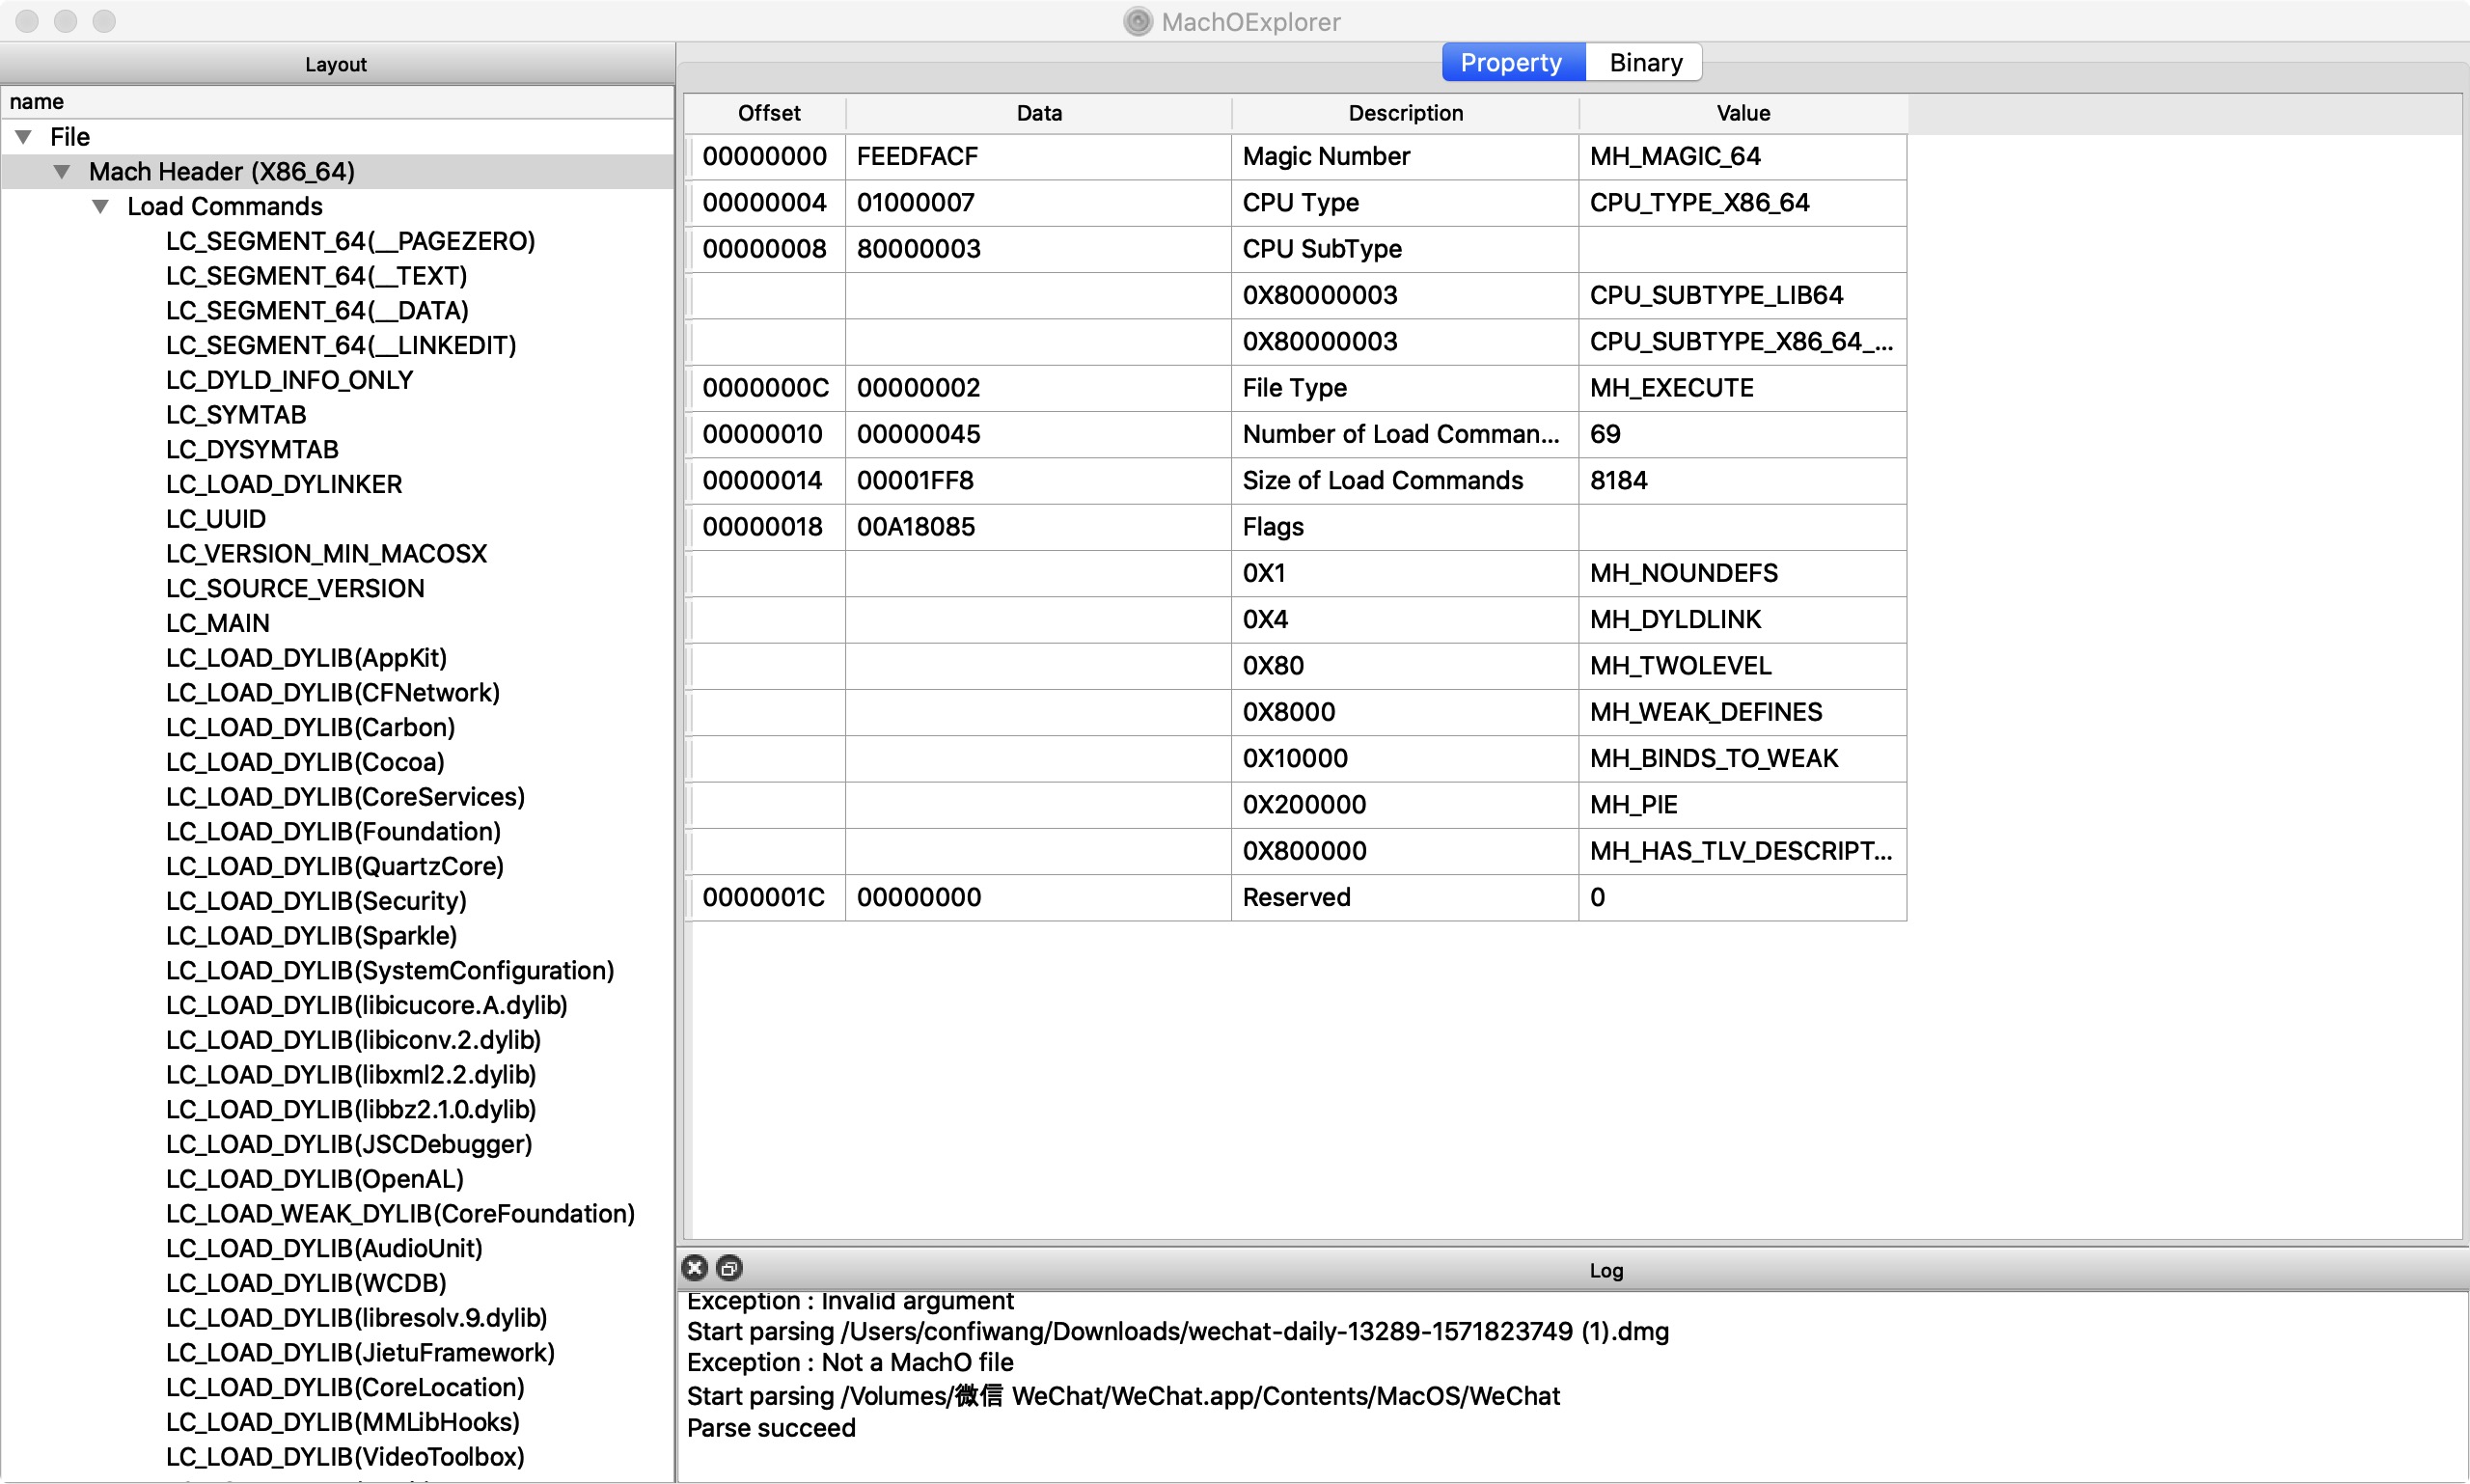 MachOExplorer
Layout
name
File
Mach Header (X86_64)
Load Commands
LC_SEGMENT_64(__PAGEZERO)
LC_SEGMENT_64(__TEXT)
LC_SEGMENT_64(__DATA)
LC_SEGMENT_64(__LINKEDIT)
LC_DYLD_INFO_ONLY
LC_SYMTAB
LC_DYSYMTAB
LC_LOAD_DYLINKER
LC_UUID
LC_VERSION_MIN_MACOSX
LC_SOURCE_VERSION
LC_MAIN
LC_LOAD_DYLIB(AppKit)
LC_LOAD_DYLIB(CFNetwork)
LC_LOAD_DYLIB(Carbon)
LC_LOAD_DYLIB(Cocoa)
LC_LOAD_DYLIB(CoreServices)
LC_LOAD_DYLIB(Foundation)
LC_LOAD_DYLIB(QuartzCore)
LC_LOAD_DYLIB(Security)
LC_LOAD_DYLIB(Sparkle)
LC_LOAD_DYLIB(SystemConfiguration)
LC_LOAD_DYLIB(libicucore.A.dylib)
LC_LOAD_DYLIB(libiconv.2.dylib)
LC_LOAD_DYLIB(libxml2.2.dylib)
LC_LOAD_DYLIB(libbz2.1.0.dylib)
LC_LOAD_DYLIB(JSCDebugger)
LC_LOAD_DYLIB(OpenAL)
LC_LOAD_WEAK_DYLIB(CoreFoundation)
LC_LOAD_DYLIB(AudioUnit)
LC_LOAD_DYLIB(WCDB)
LC_LOAD_DYLIB(libresolv.9.dylib)
LC_LOAD_DYLIB(JietuFramework)
LC_LOAD_DYLIB(CoreLocation)
LC_LOAD_DYLIB(MMLibHooks)
LC_LOAD_DYLIB(VideoToolbox)
Property Binary
Offset Data Description Value
00000000 FEEDFACF Magic Number MH_MAGIC_64
00000004 01000007 CPU Type CPU_TYPE_X86_64
00000008 80000003 CPU SubType
0X80000003 CPU_SUBTYPE_LIB64
0X80000003 CPU_SUBTYPE_X86_64_...
0000000C 00000002 File Type MH_EXECUTE
00000010 00000045 Number of Load Comman... 69
00000014 00001FF8 Size of Load Commands 8184
00000018 00A18085 Flags
0X1 MH_NOUNDEFS
0X4 MH_DYLDLINK
0X80 MH_TWOLEVEL
0X8000 MH_WEAK_DEFINES
0X10000 MH_BINDS_TO_WEAK
0X200000 MH_PIE
0X800000 MH_HAS_TLV_DESCRIPT...
0000001C 00000000 Reserved 0
Log
Exception : Invalid argument
Start parsing /Users/confiwang/Downloads/wechat-daily-13289-1571823749 (1).dmg
Exception : Not a MachO file
Start parsing /Volumes/微信 WeChat/WeChat.app/Contents/MacOS/WeChat
Parse succeed